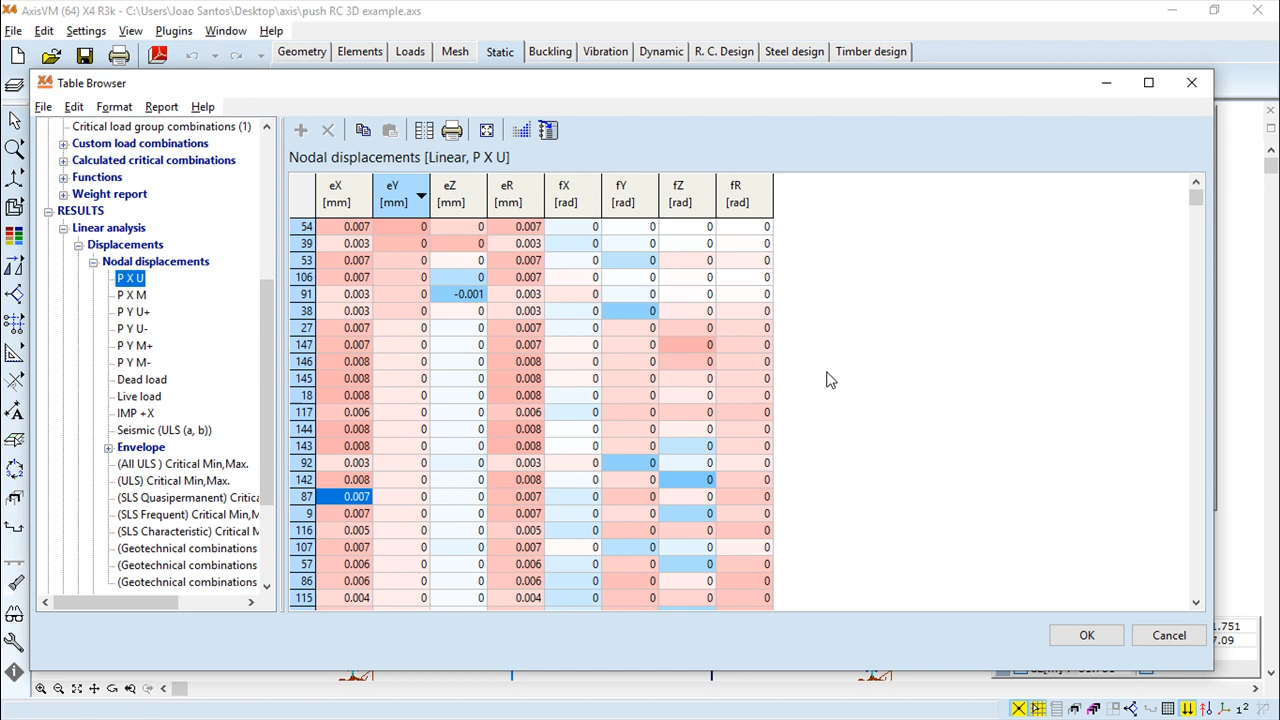 AxisVM (64) X4 R3k - C:\Users\Joao Santos\Desktop\axis\push RC 3D example.axs
File Edit Settings View Plugins Window Help
Geometry Elements Loads Mesh Static Buckling Vibration Dynamic R. C. Design Steel design Timber design
X4 Table Browser
File Edit Format Report Help
Critical load group combinations (1)
Custom load combinations
Calculated critical combinations
Functions
Weight report
RESULTS
Linear analysis
Displacements
Nodal displacements
P X U
P X M
P Y U+
P Y U-
P Y M+
P Y M-
Dead load
Live load
IMP +X
Seismic (ULS (a, b))
Envelope
(All ULS ) Critical Min,Max.
(ULS) Critical Min,Max.
(SLS Quasipermanent) Critica
(SLS Frequent) Critical Min,M
(SLS Characteristic) Critical M
(Geotechnical combinations
(Geotechnical combinations
(Geotechnical combinations
Nodal displacements [Linear, P X U]
eX eY eZ eR fX fY fZ fR
[mm] [mm] [mm] [mm] [rad] [rad] [rad] [rad]
54 0.007 0 0 0.007 0 0 0 0
39 0.003 0 0 0.003 0 0 0 0
53 0.007 0 0 0.007 0 0 0 0
106 0.007 0 0 0.007 0 0 0 0
91 0.003 0 -0.001 0.003 0 0 0 0
38 0.003 0 0 0.003 0 0 0 0
27 0.007 0 0 0.007 0 0 0 0
147 0.007 0 0 0.007 0 0 0 0
146 0.008 0 0 0.008 0 0 0 0
145 0.008 0 0 0.008 0 0 0 0
18 0.008 0 0 0.008 0 0 0 0
117 0.006 0 0 0.006 0 0 0 0
144 0.008 0 0 0.008 0 0 0 0
143 0.008 0 0 0.008 0 0 0 0
92 0.003 0 0 0.003 0 0 0 0
142 0.008 0 0 0.008 0 0 0 0
87 0.007 0 0 0.007 0 0 0 0
9 0.007 0 0 0.007 0 0 0 0
116 0.005 0 0 0.005 0 0 0 0
107 0.007 0 0 0.007 0 0 0 0
57 0.006 0 0 0.006 0 0 0 0
86 0.006 0 0 0.006 0 0 0 0
115 0.004 0 0 0.004 0 0 0 0
OK Cancel
1.751
7.09